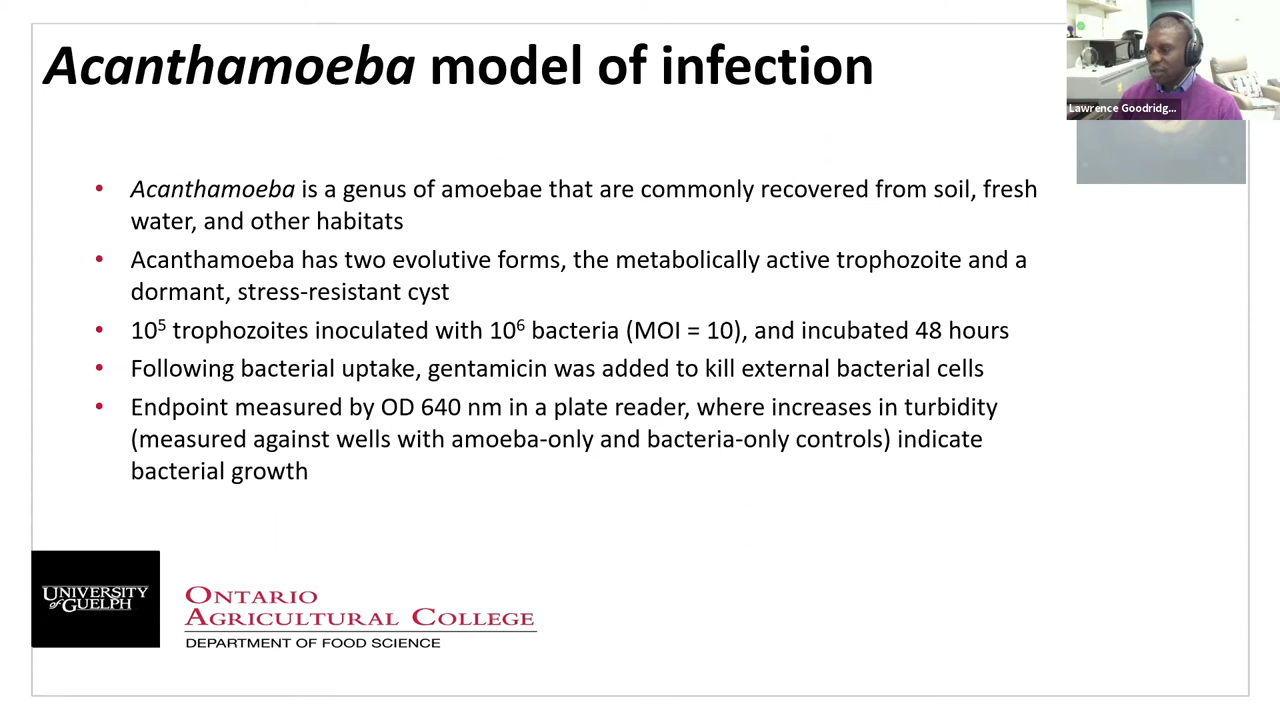 Acanthamoeba model of infection
Lawrence Goodridg...
• Acanthamoeba is a genus of amoebae that are commonly recovered from soil, fresh
water, and other habitats
• Acanthamoeba has two evolutive forms, the metabolically active trophozoite and a
dormant, stress-resistant cyst
• 10⁵ trophozoites inoculated with 10⁶ bacteria (MOI = 10), and incubated 48 hours
• Following bacterial uptake, gentamicin was added to kill external bacterial cells
• Endpoint measured by OD 640 nm in a plate reader, where increases in turbidity
(measured against wells with amoeba-only and bacteria-only controls) indicate
bacterial growth
UNIVERSITY
of GUELPH
ONTARIO
AGRICULTURAL COLLEGE
DEPARTMENT OF FOOD SCIENCE